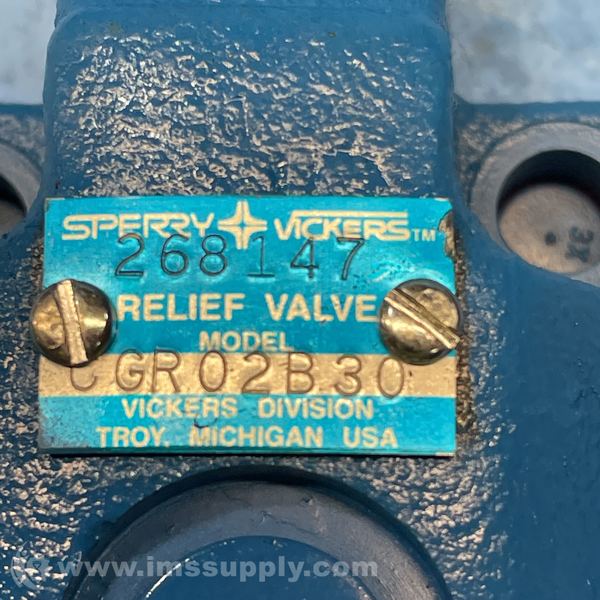 SPERRY VICKERS TM
268147
RELIEF VALVE
MODEL
CGR02B30
VICKERS DIVISION
TROY, MICHIGAN USA
www.imssupply.com